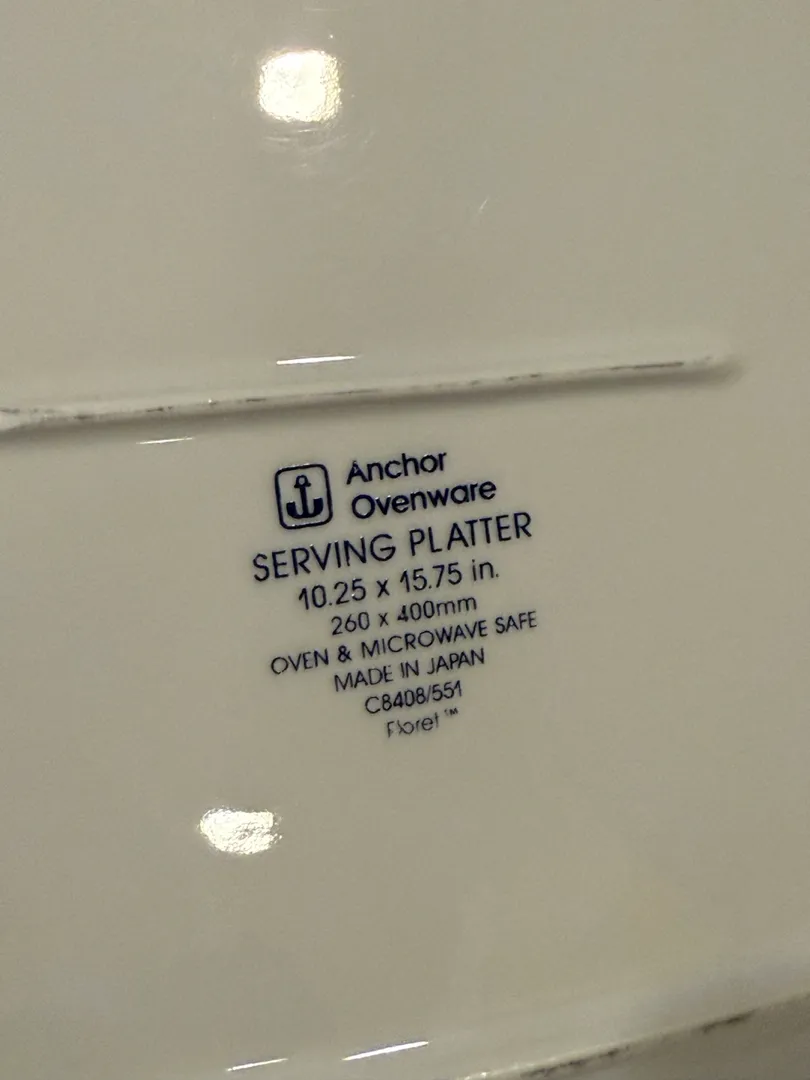 Anchor
Ovenware
SERVING PLATTER
10.25 x 15.75 in.
260 x 400mm
OVEN & MICROWAVE SAFE
MADE IN JAPAN
C8408/551
Floret™